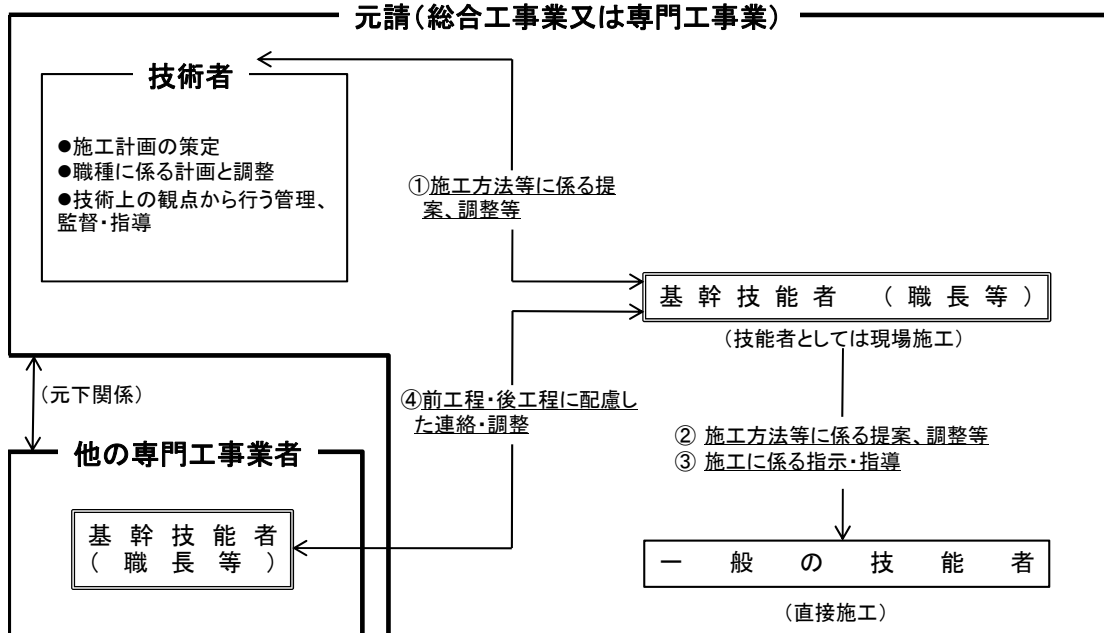 元請(総合工事業又は専門工事業)
技術者
●施工計画の策定
●職種に係る計画と調整
●技術上の観点から行う管理、
監督・指導
①施工方法等に係る提
案、調整等
基幹技能者 (職長等)
(技能者としては現場施工)
(元下関係)
④前工程・後工程に配慮し
た連絡・調整
② 施工方法等に係る提案、調整等
③ 施工に係る指示・指導
他の専門工事業者
基幹技能者
(職長等)
一般の技能者
(直接施工)